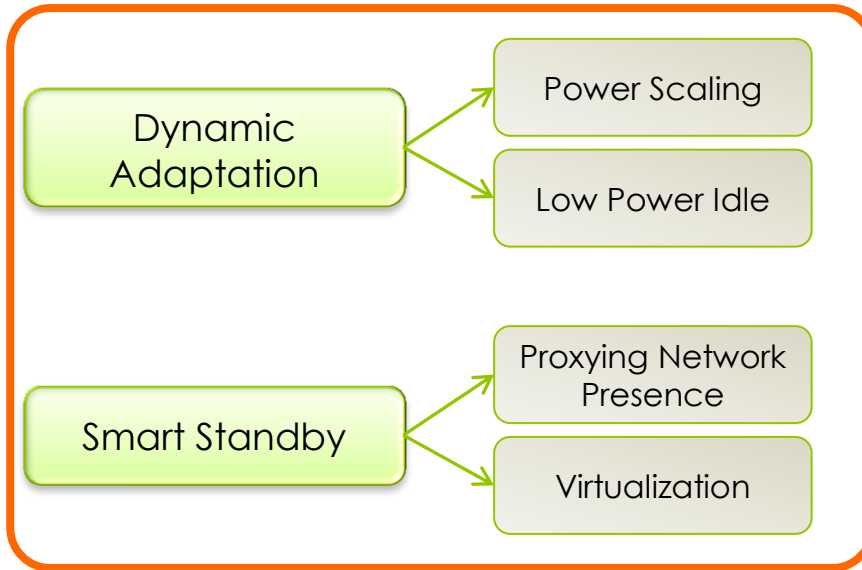 Dynamic
Adaptation
Power Scaling
Low Power Idle
Smart Standby
Proxying Network
Presence
Virtualization